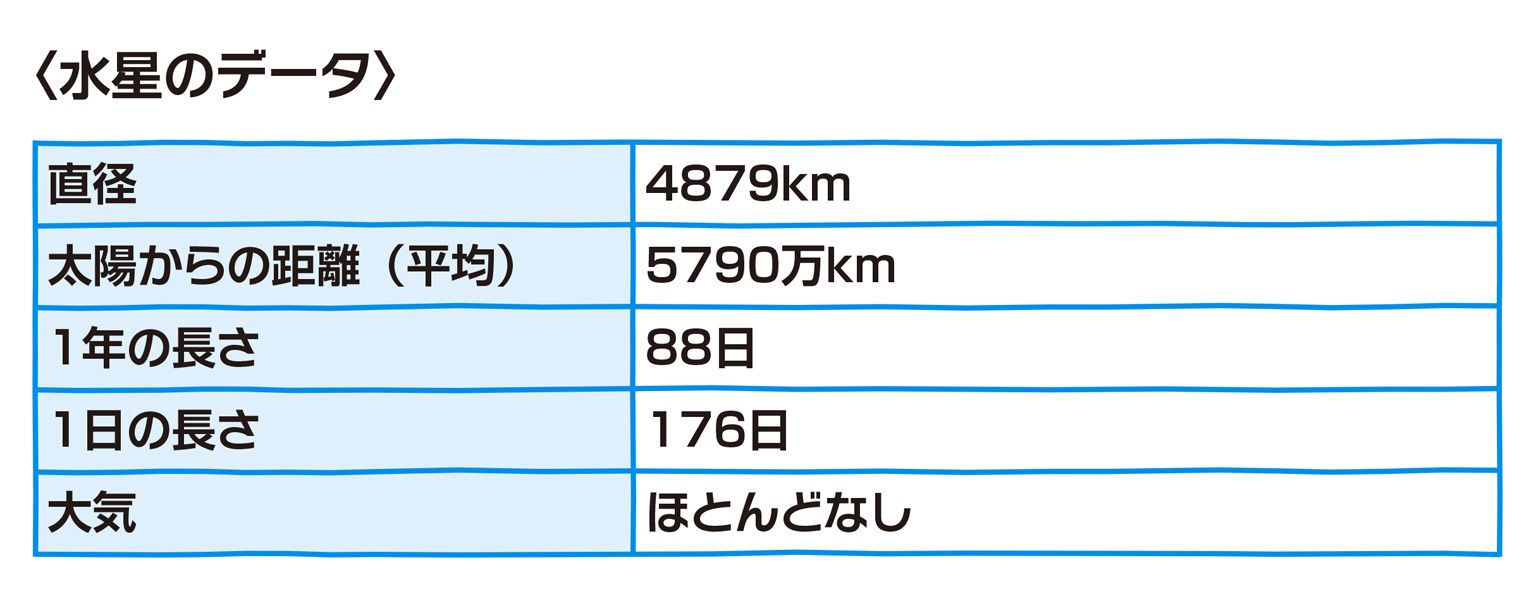 〈水星のデータ〉
直径 4879km
太陽からの距離（平均） 5790万km
1年の長さ 88日
1日の長さ 176日
大気 ほとんどなし